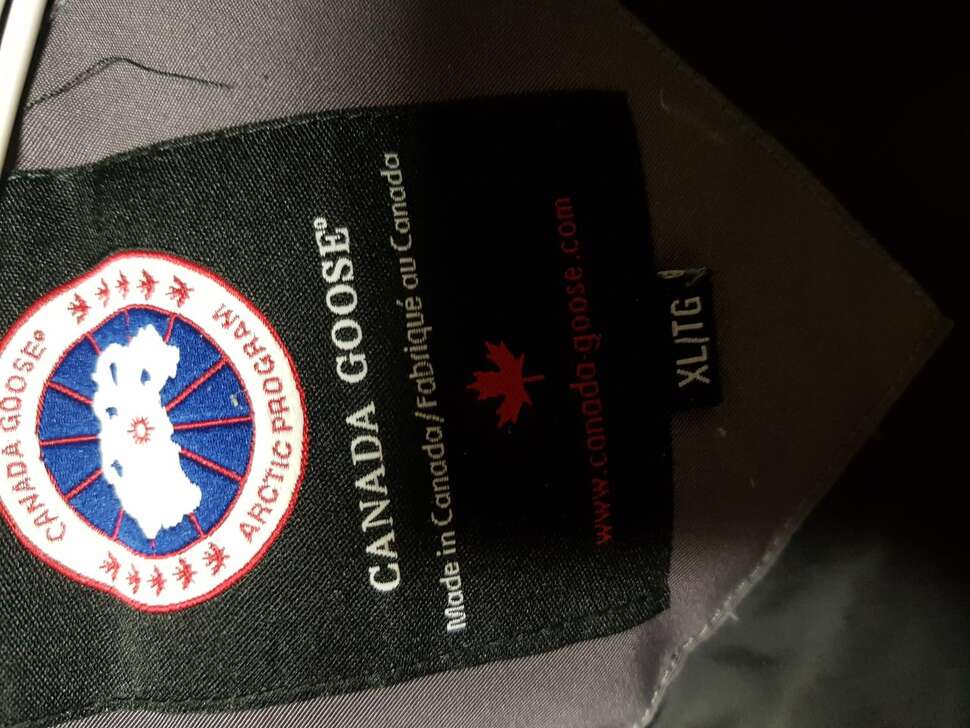 CANADA GOOSE®
ARCTIC PROGRAM
CANADA GOOSE®
Made in Canada/Fabriqué au Canada
www.canada-goose.com
XL/TG